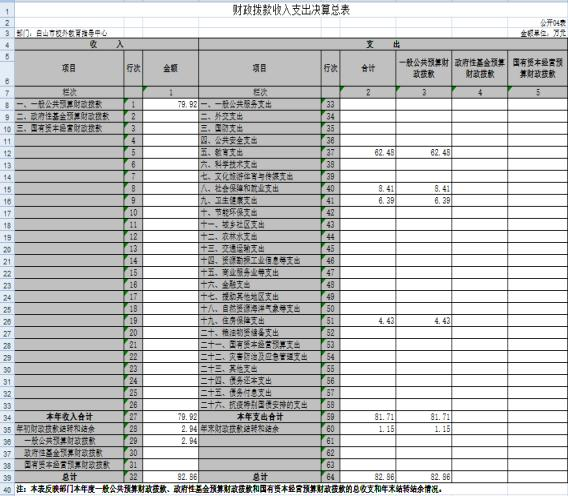 财政拨款收入支出决算总表
公开04表
部门：白山市校外教育指导中心 金额单位：万元
收 入 支 出
项目 行次 金额 项目 行次 合计 一般公共预算财政拨款 政府性基金预算财政拨款 国有资本经营预算财政拨款
栏次 1 栏次 2 3 4 5
一、一般公共预算财政拨款 1 79.92 一、一般公共服务支出 33
二、政府性基金预算财政拨款 2 二、外交支出 34
三、国有资本经营财政拨款 3 三、国防支出 35
4 四、公共安全支出 36
5 五、教育支出 37 62.48 62.48
6 六、科学技术支出 38
7 七、文化旅游体育与传媒支出 39
8 八、社会保障和就业支出 40 8.41 8.41
9 九、卫生健康支出 41 6.39 6.39
10 十、节能环保支出 42
11 十一、城乡社区支出 43
12 十二、农林水支出 44
13 十三、交通运输支出 45
14 十四、资源勘探工业信息等支出 46
15 十五、商业服务业等支出 47
16 十六、金融支出 48
17 十七、援助其他地区支出 49
18 十八、自然资源海洋气象等支出 50
19 十九、住房保障支出 51 4.43 4.43
20 二十、粮油物资储备支出 52
21 二十一、国有资本经营预算支出 53
22 二十二、灾害防治及应急管理支出 54
23 二十三、其他支出 55
24 二十四、债务还本支出 56
25 二十五、债务付息支出 57
26 二十六、抗疫特别国债安排的支出 58
本年收入合计 27 79.92 本年支出合计 59 81.71 81.71
年初财政拨款结转和结余 28 2.94 年末财政拨款结转和结余 60 1.15 1.15
一般公共预算财政拨款 29 2.94 61
政府性基金预算财政拨款 30 62
国有资本经营预算财政拨款 31 63
总计 32 82.86 总计 64 82.86 82.86
注：本表反映部门本年度一般公共预算财政拨款、政府性基金预算财政拨款和国有资本经营预算财政拨款的总收支和年末结转结余情况。